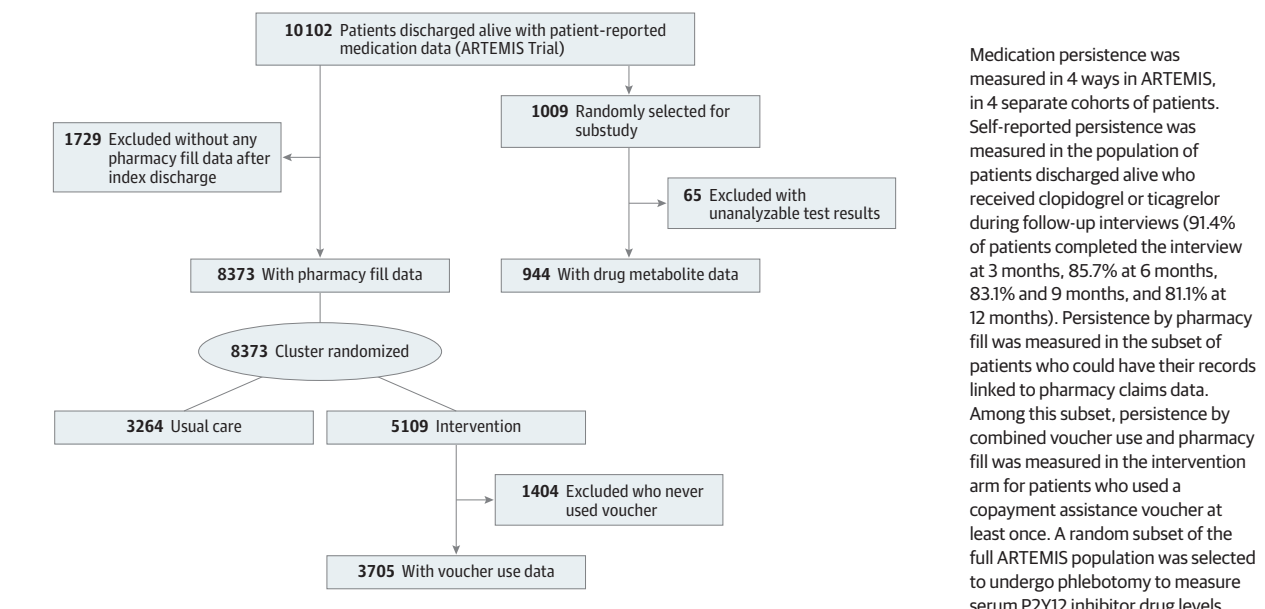 10102 Patients discharged alive with patient-reported
medication data (ARTEMIS Trial)
1009 Randomly selected for
substudy
1729 Excluded without any
pharmacy fill data after
index discharge
65 Excluded with
unanalyzable test results
8373 With pharmacy fill data
944 With drug metabolite data
8373 Cluster randomized
3264 Usual care
5109 Intervention
1404 Excluded who never
used voucher
3705 With voucher use data
Medication persistence was
measured in 4 ways in ARTEMIS,
in 4 separate cohorts of patients.
Self-reported persistence was
measured in the population of
patients discharged alive who
received clopidogrel or ticagrelor
during follow-up interviews (91.4%
of patients completed the interview
at 3 months, 85.7% at 6 months,
83.1% and 9 months, and 81.1% at
12 months). Persistence by pharmacy
fill was measured in the subset of
patients who could have their records
linked to pharmacy claims data.
Among this subset, persistence by
combined voucher use and pharmacy
fill was measured in the intervention
arm for patients who used a
copayment assistance voucher at
least once. A random subset of the
full ARTEMIS population was selected
to undergo phlebotomy to measure
serum P2Y12 inhibitor drug levels